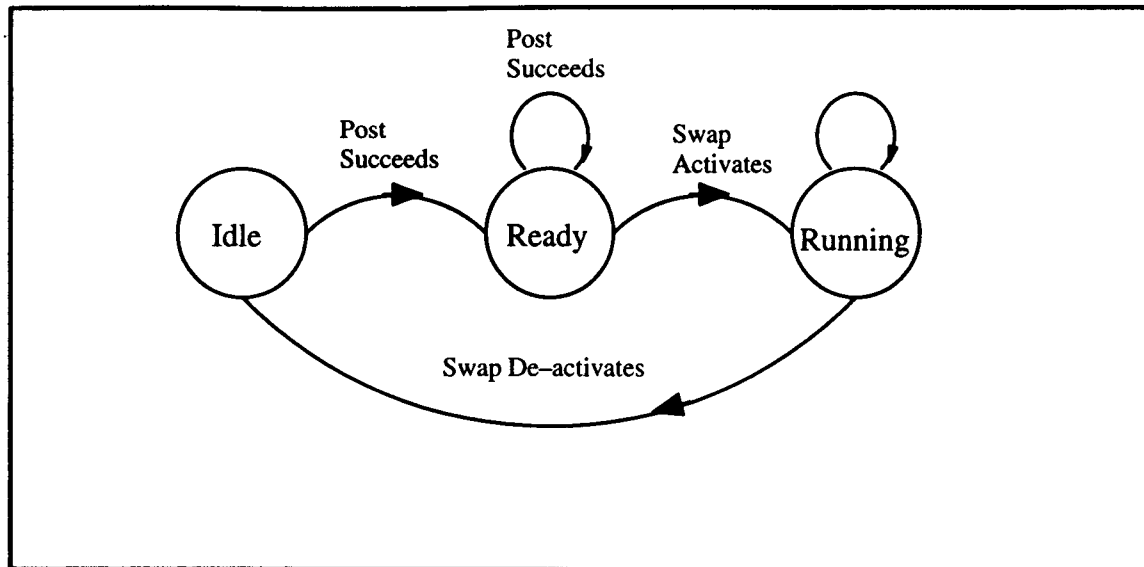 Post
Succeeds
Post
Succeeds
Swap
Activates
Idle
Ready
Running
Swap De–activates